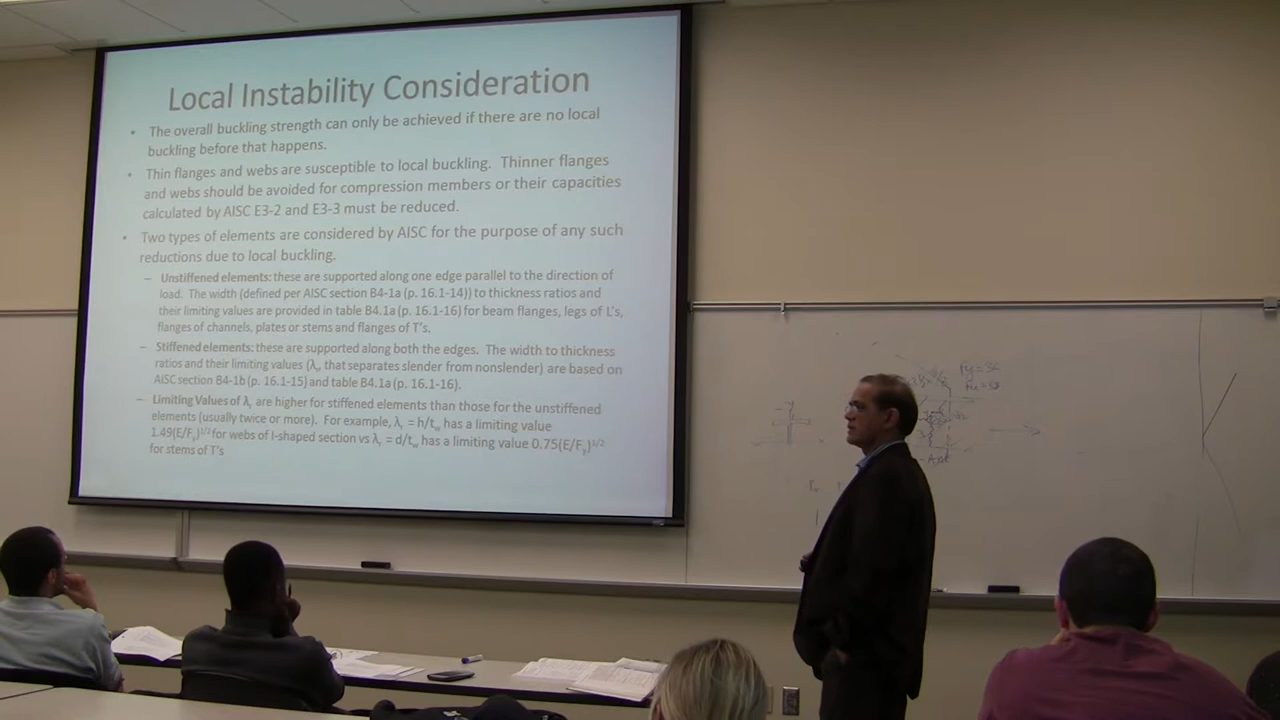 Local Instability Consideration
• The overall buckling strength can only be achieved if there are no local
buckling before that happens.
• Thin flanges and webs are susceptible to local buckling. Thinner flanges
and webs should be avoided for compression members or their capacities
calculated by AISC E3-2 and E3-3 must be reduced.
• Two types of elements are considered by AISC for the purpose of any such
reductions due to local buckling.
– Unstiffened elements: these are supported along one edge parallel to the direction of
load. The width (defined per AISC section B4-1a (p. 16.1-14)) to thickness ratios and
their limiting values are provided in table B4.1a (p. 16.1-16) for beam flanges, legs of L's,
flanges of channels, plates or stems and flanges of T's.
– Stiffened elements: these are supported along both the edges. The width to thickness
ratios and their limiting values (λr, that separates slender from nonslender) are based on
AISC section B4-1b (p. 16.1-15) and table B4.1a (p. 16.1-16).
– Limiting Values of λr are higher for stiffened elements than those for the unstiffened
elements (usually twice or more). For example, λr = h/tw has a limiting value
1.49(E/Fy)1/2 for webs of I-shaped section vs λr = d/tw has a limiting value 0.75(E/Fy)1/2
for stems of T's
Fy=36